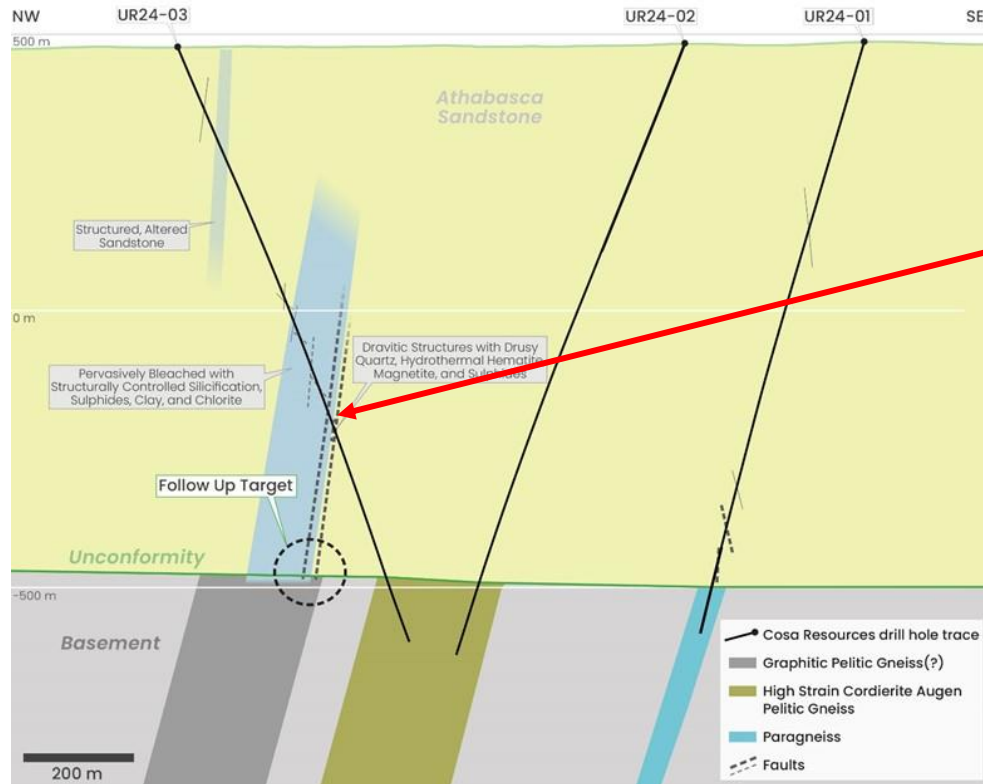 NW
UR24-03
UR24-02
UR24-01
SE
500 m
Athabasca
Sandstone
Structured, Altered
Sandstone
0 m
Dravitic Structures with Drusy
Quartz, Hydrothermal Hematite,
Magnetite, and Sulphides
Pervasively Bleached with
Structurally Controlled Silicification,
Sulphides, Clay, and Chlorite
Follow Up Target
Unconformity
-500 m
Basement
Cosa Resources drill hole trace
Graphitic Pelitic Gneiss(?)
High Strain Cordierite Augen
Pelitic Gneiss
Paragneiss
Faults
200 m